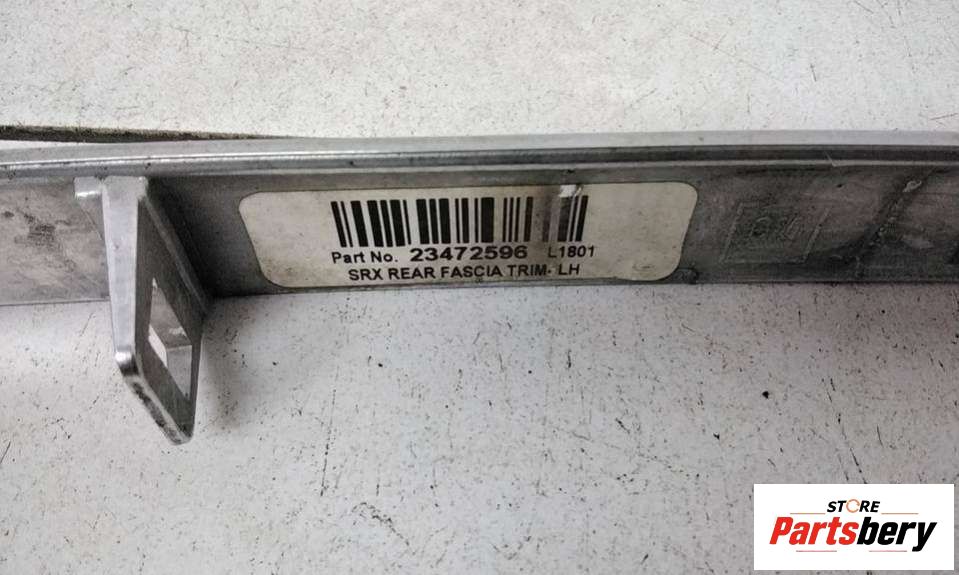 Part No. 23472596 L1801
SRX REAR FASCIA TRIM- LH
STORE
Partsbery